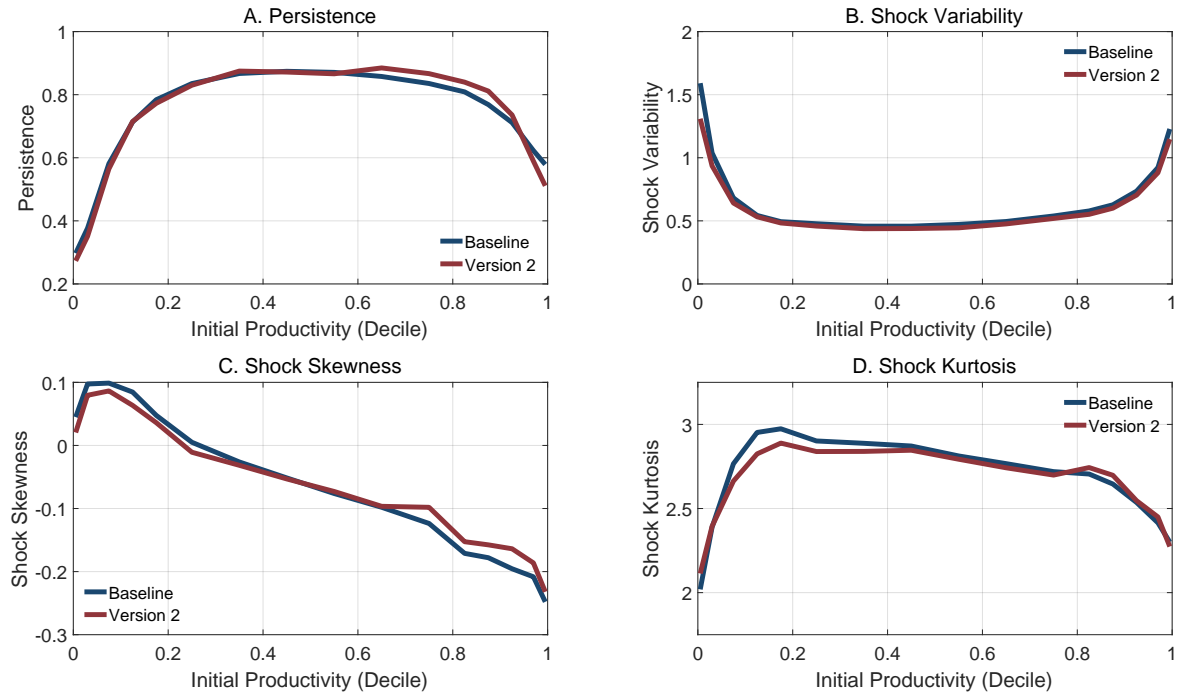 A. Persistence
1
0.8
0.6
0.4
0.2
Persistence
Baseline
Version 2
0
0.2
0.4
0.6
0.8
1
Initial Productivity (Decile)
B. Shock Variability
2
1.5
1
0.5
0
Shock Variability
Baseline
Version 2
0
0.2
0.4
0.6
0.8
1
Initial Productivity (Decile)
C. Shock Skewness
0.1
0
-0.1
-0.2
-0.3
Shock Skewness
Baseline
Version 2
0
0.2
0.4
0.6
0.8
1
Initial Productivity (Decile)
D. Shock Kurtosis
3
2.5
2
Shock Kurtosis
Baseline
Version 2
0
0.2
0.4
0.6
0.8
1
Initial Productivity (Decile)